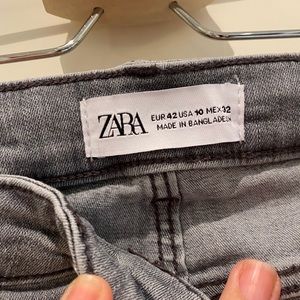 ZARA
EUR 42 USA 10 MEX 32
MADE IN BANGLADESH